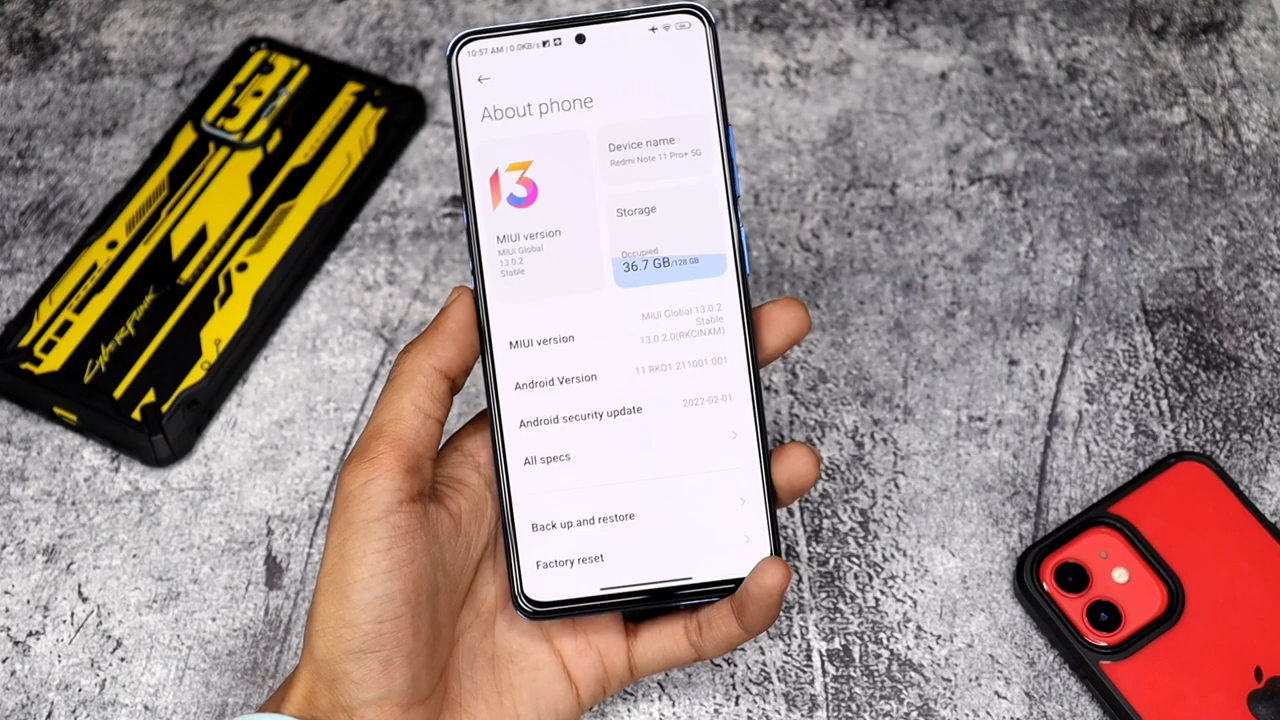 CYBERPUNK
10:57 AM | 0.0KB/s
About phone
13
MIUI version
MIUI Global
13.0.2
Stable
Device name
Redmi Note 11 Pro+ 5G
Storage
Occupied
36.7 GB/128 GB
MIUI version
MIUI Global 13.0.2
Stable
13.0.2.0(RKCINXM)
Android Version
11 RKQ1.211001.001
Android security update
2022-02-01
All specs
Back up and restore
Factory reset